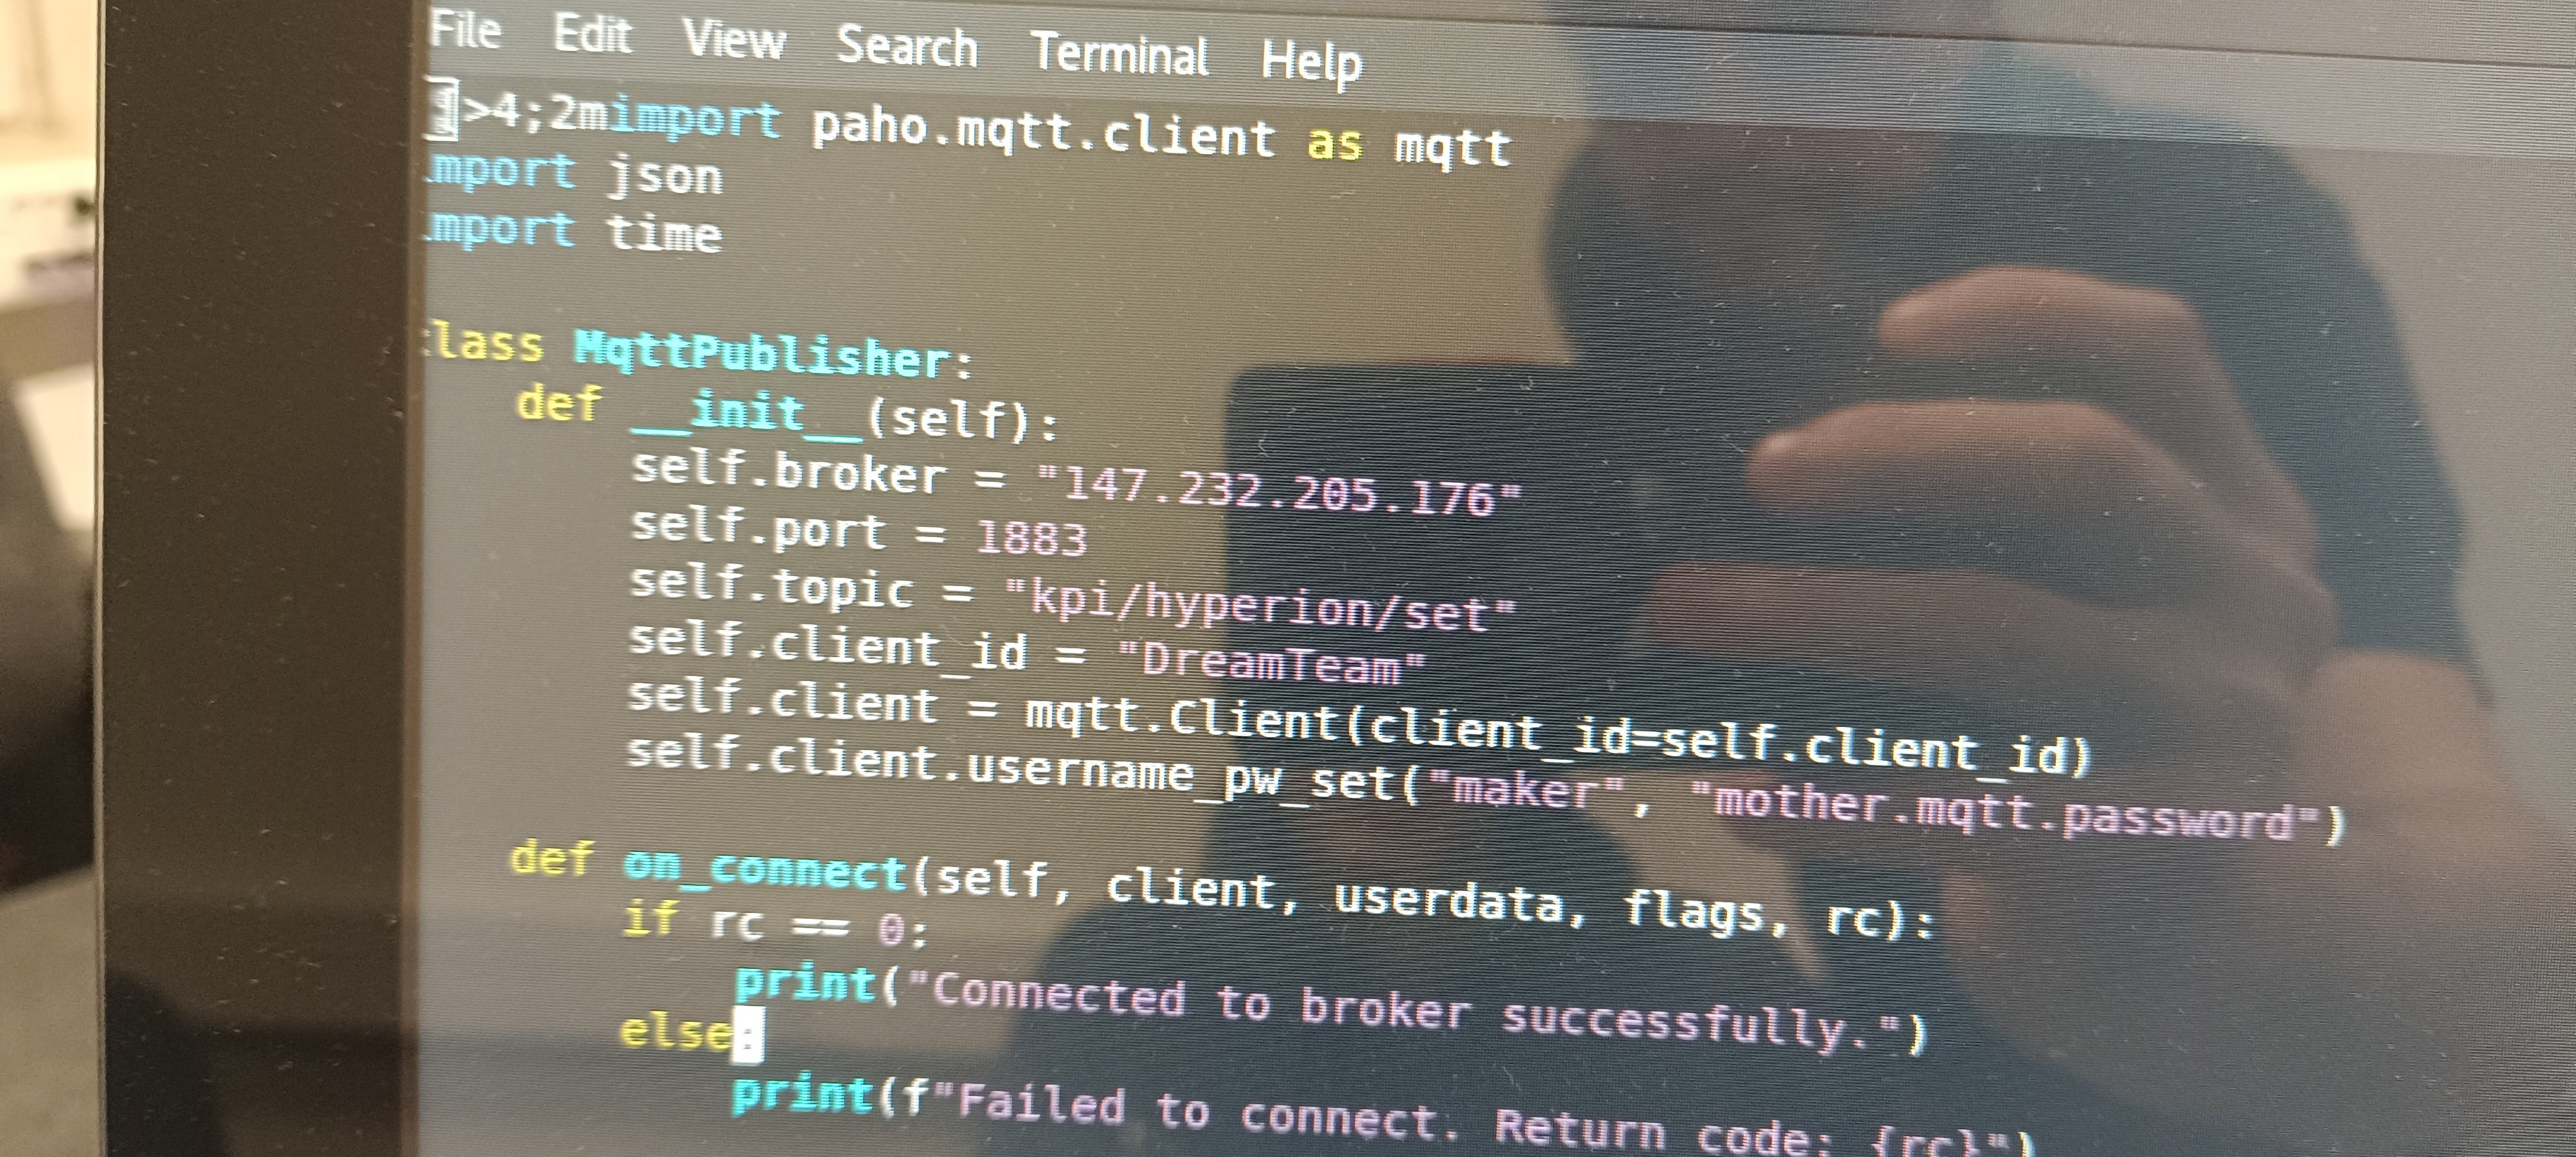 File Edit View Search Terminal Help
>4;2mimport paho.mqtt.client as mqtt
import json
import time
class MqttPublisher:
def __init__(self):
self.broker = "147.232.205.176"
self.port = 1883
self.topic = "kpi/hyperion/set"
self.client_id = "DreamTeam"
self.client = mqtt.Client(client_id=self.client_id)
self.client.username_pw_set("maker", "mother.mqtt.password")
def on_connect(self, client, userdata, flags, rc):
if rc == 0:
print("Connected to broker successfully.")
else:
print(f"Failed to connect. Return code: {rc}")